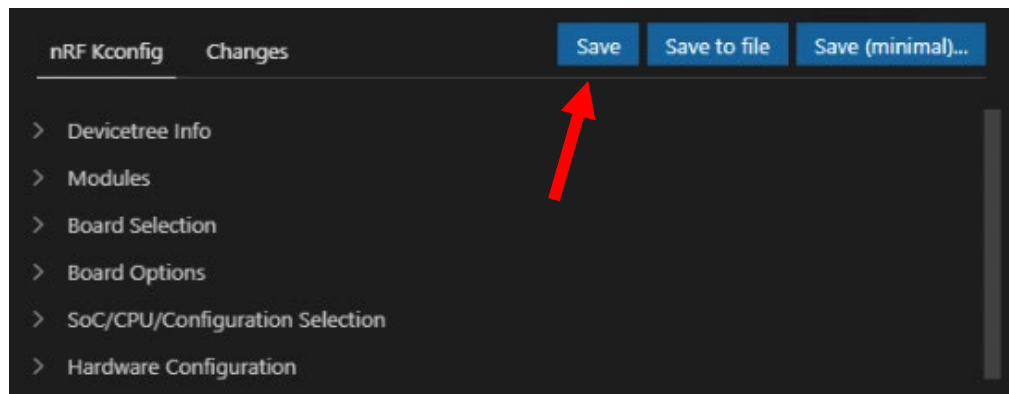 nRF Kconfig Changes Save Save to file Save (minimal)...
Devicetree Info
Modules
Board Selection
Board Options
SoC/CPU/Configuration Selection
Hardware Configuration